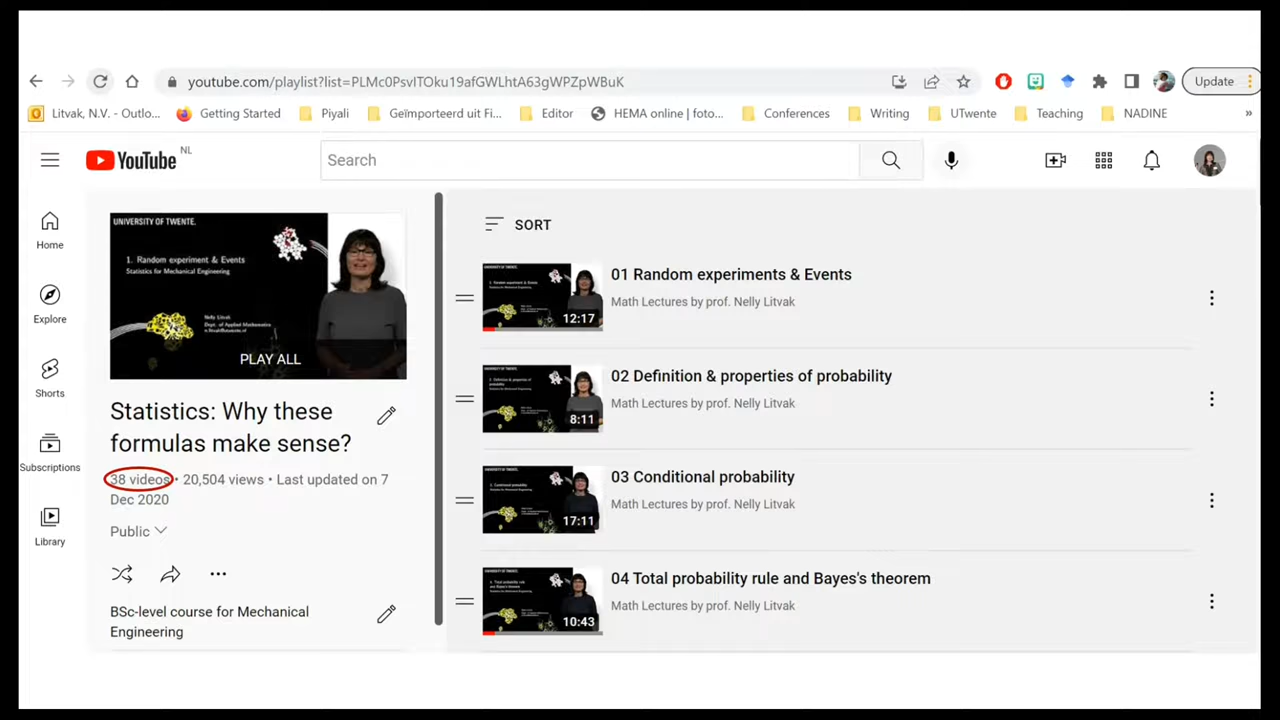 youtube.com/playlist?list=PLMc0PsvITOku19afGWLhtA63gWPZpW8uK
Update
Litvak, N.V. - Outlo...
Getting Started
Piyali
Geïmporteerd uit Fi...
Editor
HEMA online | foto...
Conferences
Writing
UTwente
Teaching
NADINE
»
YouTube NL
Search
Home
Explore
Shorts
Subscriptions
Library
UNIVERSITY OF TWENTE.
1. Random experiment & Events
Statistics for Mechanical Engineering
Nelly Litvak
Dept. of Applied Mathematics
n.litvak@utwente.nl
PLAY ALL
Statistics: Why these
formulas make sense?
38 videos • 20,504 views • Last updated on 7
Dec 2020
Public
BSc-level course for Mechanical
Engineering
SORT
01 Random experiments & Events
Math Lectures by prof. Nelly Litvak
12:17
02 Definition & properties of probability
Math Lectures by prof. Nelly Litvak
8:11
03 Conditional probability
Math Lectures by prof. Nelly Litvak
17:11
04 Total probability rule and Bayes's theorem
Math Lectures by prof. Nelly Litvak
10:43